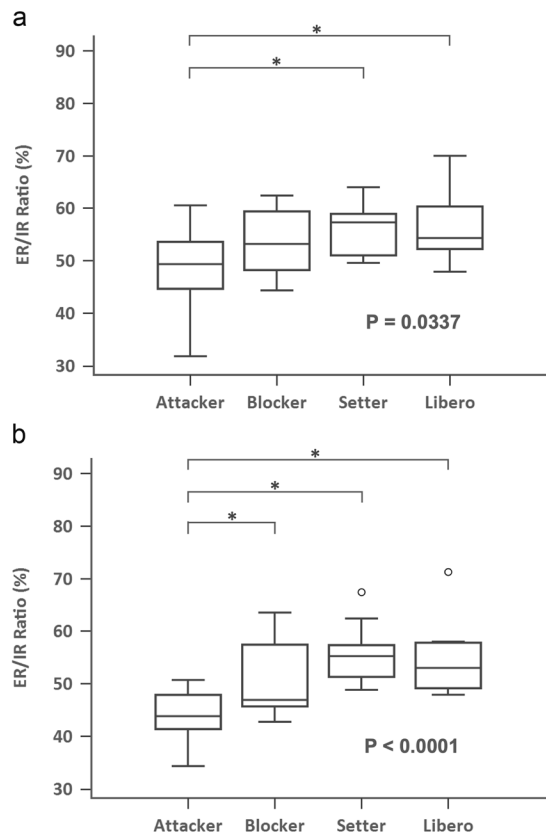 a
*
*
90
80
70
60
50
40
30
ER/IR Ratio (%)
P = 0.0337
Attacker Blocker Setter Libero
b
*
*
*
90
80
70
60
50
40
30
ER/IR Ratio (%)
P < 0.0001
Attacker Blocker Setter Libero